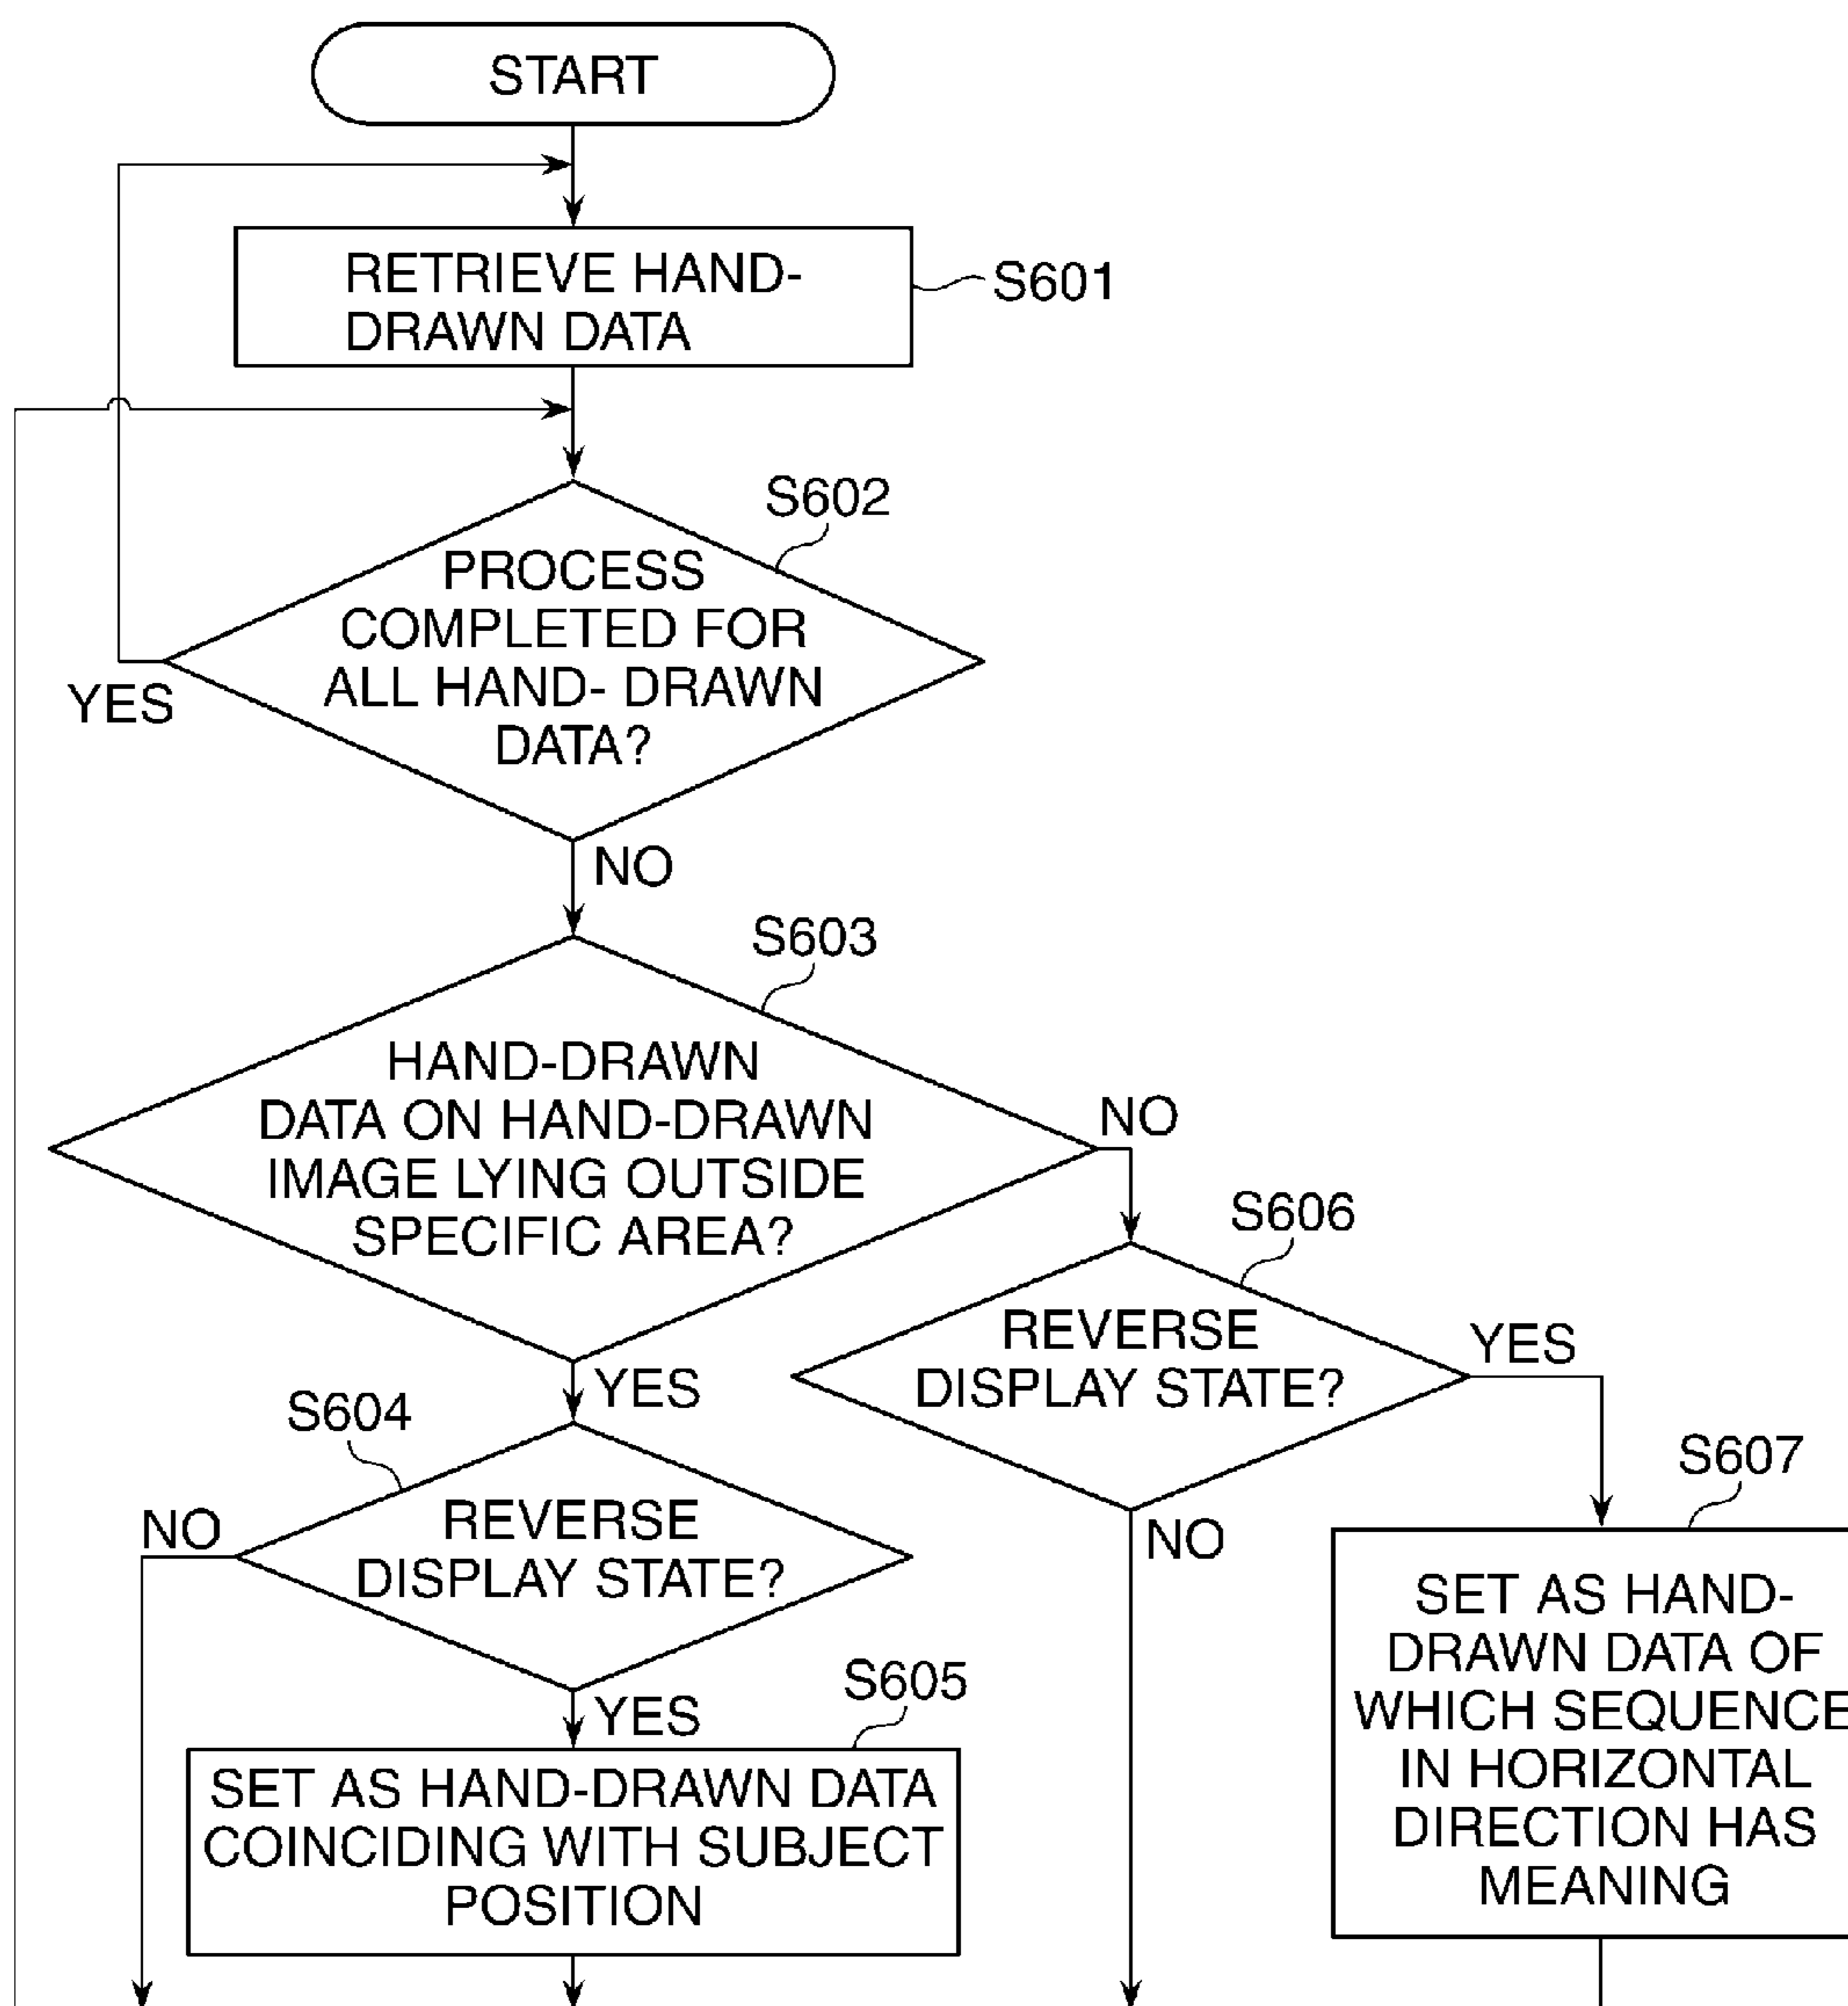 START
RETRIEVE HAND-
DRAWN DATA
S601
S602
PROCESS
COMPLETED FOR
ALL HAND- DRAWN
DATA?
YES
NO
S603
HAND-DRAWN
DATA ON HAND-DRAWN
IMAGE LYING OUTSIDE
SPECIFIC AREA?
NO
YES
S606
REVERSE
DISPLAY STATE?
YES
NO
S604
REVERSE
DISPLAY STATE?
NO
YES
S607
SET AS HAND-
DRAWN DATA OF
WHICH SEQUENCE
IN HORIZONTAL
DIRECTION HAS
MEANING
S605
SET AS HAND-DRAWN DATA
COINCIDING WITH SUBJECT
POSITION